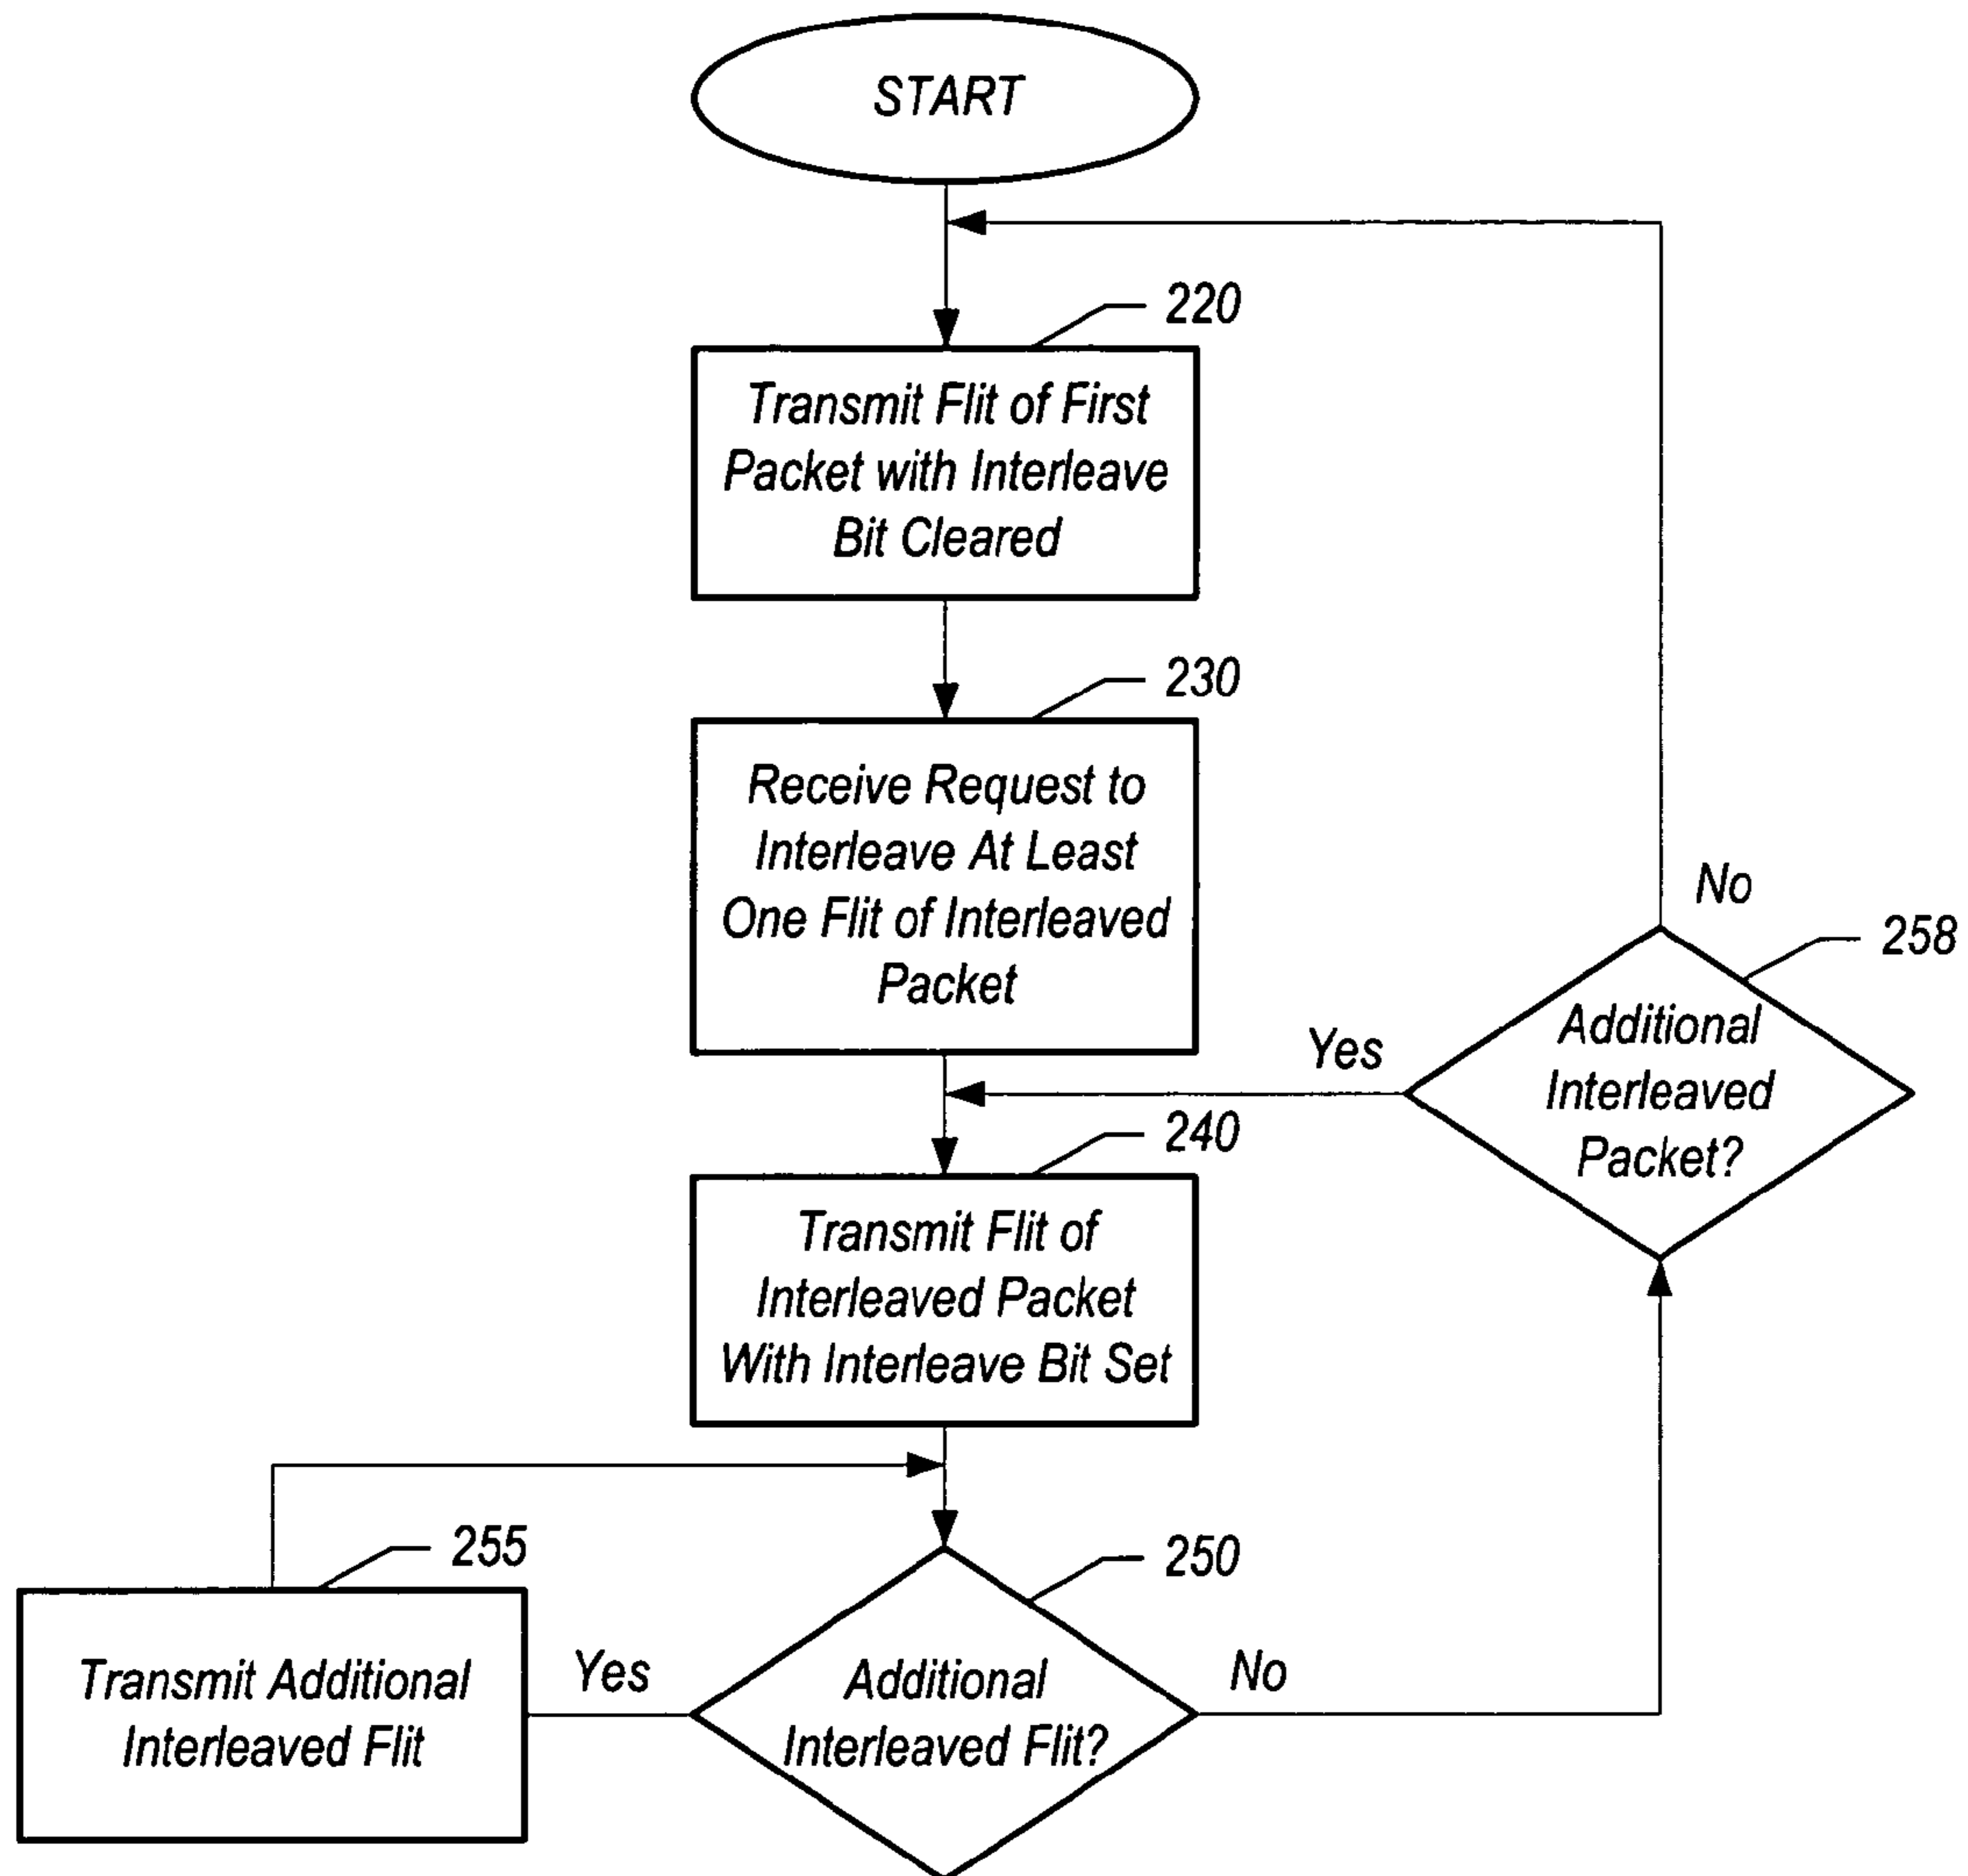 START
220
Transmit Flit of First
Packet with Interleave
Bit Cleared
230
Receive Request to
Interleave At Least
One Flit of Interleaved
Packet
No
258
Additional
Interleaved
Packet?
Yes
240
Transmit Flit of
Interleaved Packet
With Interleave Bit Set
255
Transmit Additional
Interleaved Flit
Yes
250
Additional
Interleaved Flit?
No